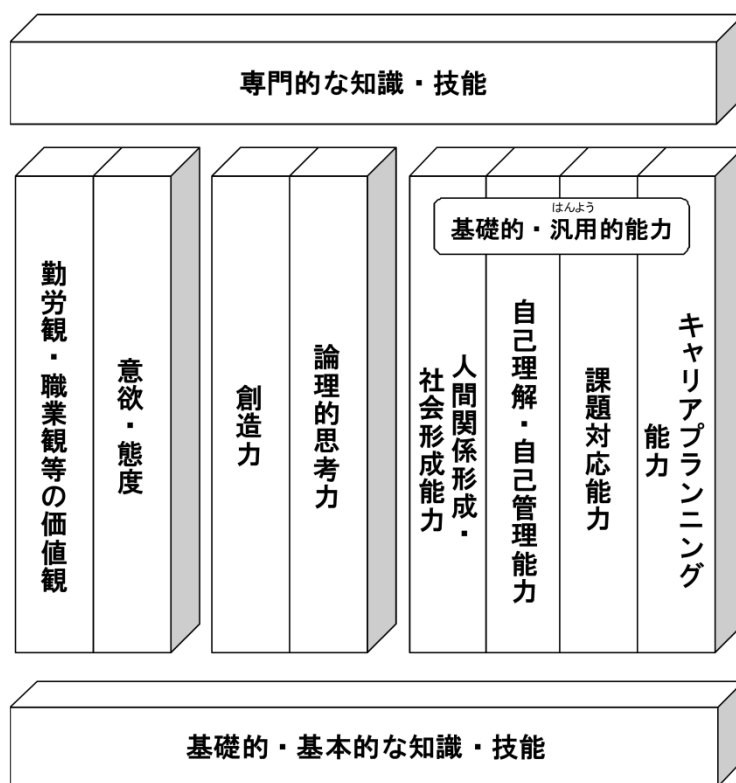 専門的な知識・技能
勤労観・職業観等の価値観
意欲・態度
創造力
論理的思考力
はんよう
基礎的・汎用的能力
人間関係形成・
社会形成能力
自己理解・自己管理能力
課題対応能力
キャリアプランニング
能力
基礎的・基本的な知識・技能